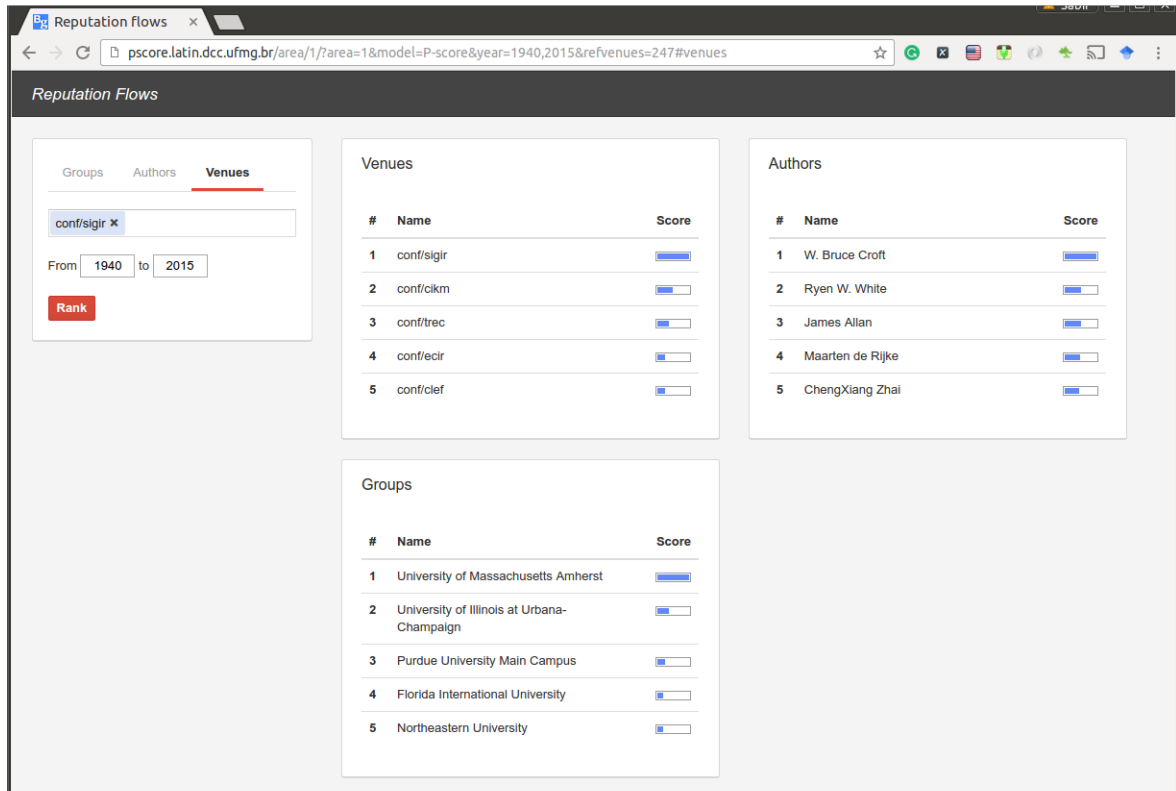 Reputation flows
Sabir
pscore.latin.dcc.ufmg.br/area/1/?area=1&model=P-score&year=1940,2015&refvenues=247#venues
Reputation Flows
Groups Authors Venues
conf/sigir ×
From 1940 to 2015
Rank
Venues
# Name Score
1 conf/sigir
2 conf/cikm
3 conf/trec
4 conf/ecir
5 conf/clef
Authors
# Name Score
1 W. Bruce Croft
2 Ryen W. White
3 James Allan
4 Maarten de Rijke
5 ChengXiang Zhai
Groups
# Name Score
1 University of Massachusetts Amherst
2 University of Illinois at Urbana-
Champaign
3 Purdue University Main Campus
4 Florida International University
5 Northeastern University